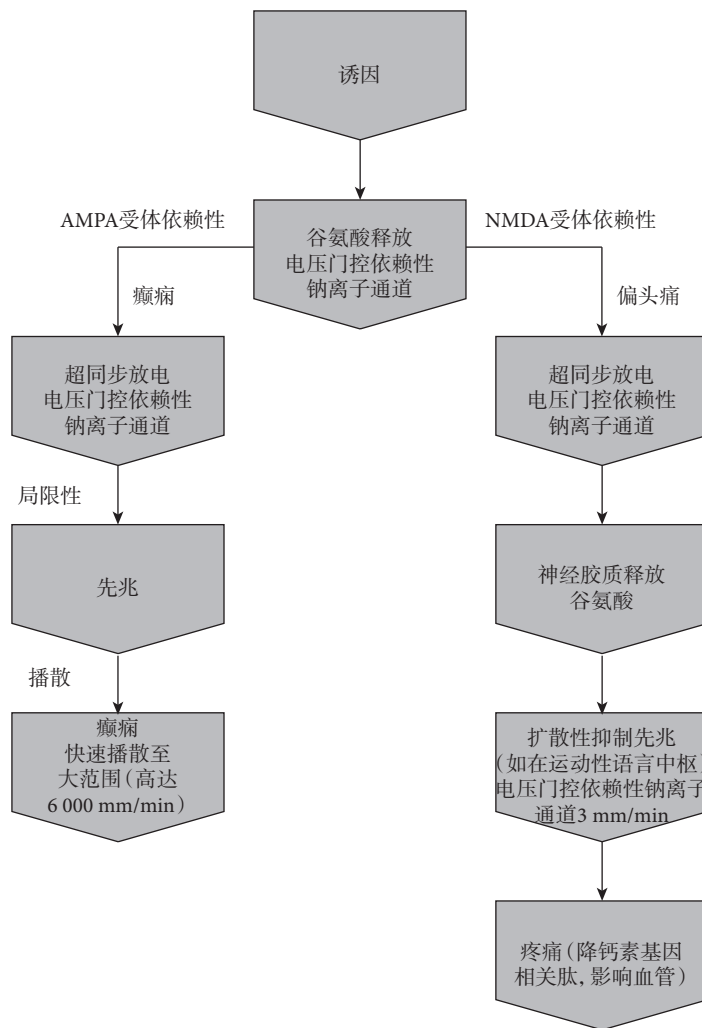 诱因
AMPA受体依赖性
NMDA受体依赖性
谷氨酸释放
电压门控依赖性
钠离子通道
癫痫
偏头痛
超同步放电
电压门控依赖性
钠离子通道
超同步放电
电压门控依赖性
钠离子通道
局限性
先兆
神经胶质释放
谷氨酸
播散
癫痫
快速播散至
大范围(高达
6 000 mm/min)
扩散性抑制先兆
(如在运动性语言中枢)
电压门控依赖性钠离子
通道3 mm/min
疼痛(降钙素基因
相关肽, 影响血管)